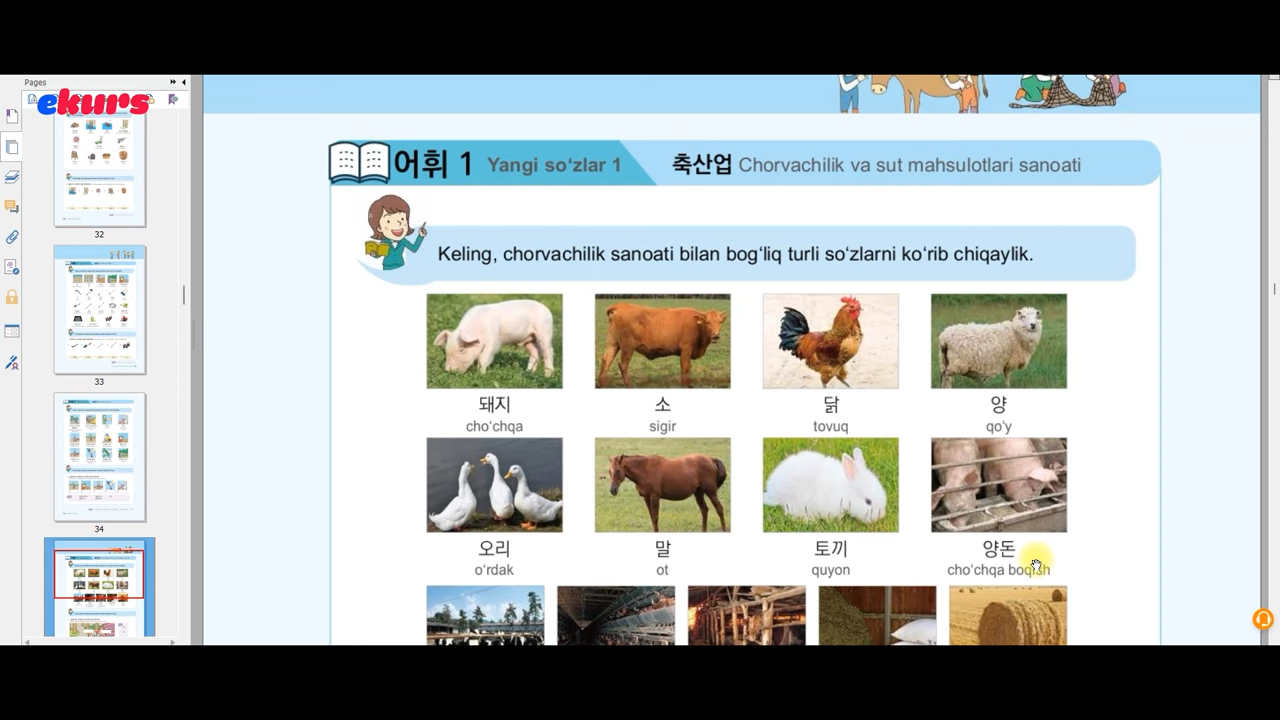 Pages
ekurs
32
33
34
어휘 1 Yangi so‘zlar 1 축산업 Chorvachilik va sut mahsulotlari sanoati
Keling, chorvachilik sanoati bilan bog‘liq turli so‘zlarni ko‘rib chiqaylik.
돼지 소 닭 양
cho‘chqa sigir tovuq qo‘y
오리 말 토끼 양돈
o‘rdak ot quyon cho‘chqa boqish